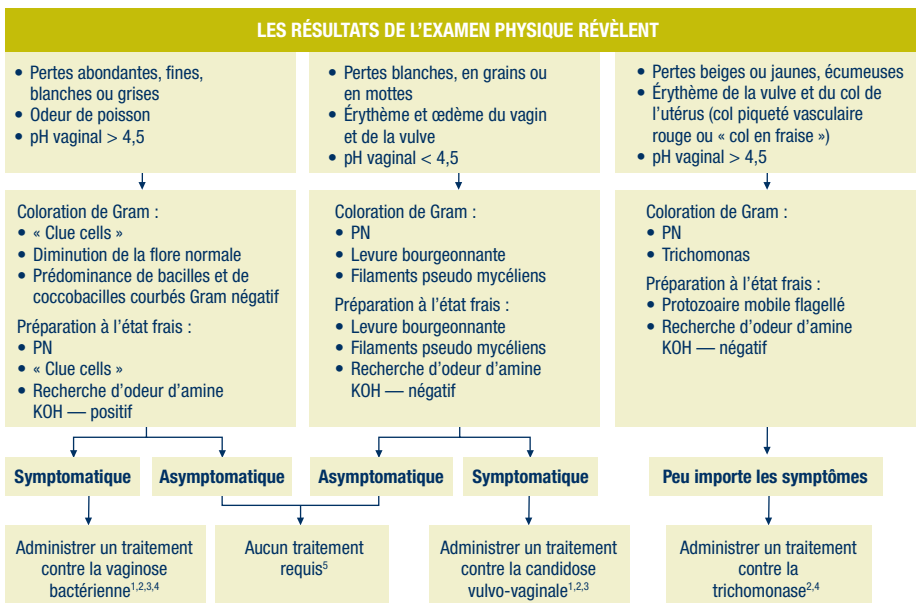 LES RÉSULTATS DE L'EXAMEN PHYSIQUE RÉVÈLENT
• Pertes abondantes, fines,
blanches ou grises
• Odeur de poisson
• pH vaginal > 4,5
• Pertes blanches, en grains ou
en mottes
• Érythème et œdème du vagin
et de la vulve
• pH vaginal < 4,5
• Pertes beiges ou jaunes, écumeuses
• Érythème de la vulve et du col de
l'utérus (col piqueté vasculaire
rouge ou « col en fraise »)
• pH vaginal > 4,5
Coloration de Gram :
• « Clue cells »
• Diminution de la flore normale
• Prédominance de bacilles et de
coccobacilles courbés Gram négatif
Préparation à l'état frais :
• PN
• « Clue cells »
• Recherche d'odeur d'amine
KOH — positif
Coloration de Gram :
• PN
• Levure bourgeonnante
• Filaments pseudo mycéliens
Préparation à l'état frais :
• Levure bourgeonnante
• Filaments pseudo mycéliens
• Recherche d'odeur d'amine
KOH — négatif
Coloration de Gram :
• PN
• Trichomonas
Préparation à l'état frais :
• Protozoaire mobile flagellé
• Recherche d'odeur d'amine
KOH — négatif
Symptomatique
Asymptomatique
Asymptomatique
Symptomatique
Peu importe les symptômes
Administrer un traitement
contre la vaginose
bactérienne1,2,3,4
Aucun traitement
requis5
Administrer un traitement
contre la candidose
vulvo-vaginale1,2,3
Administrer un traitement
contre la
trichomonase2,4